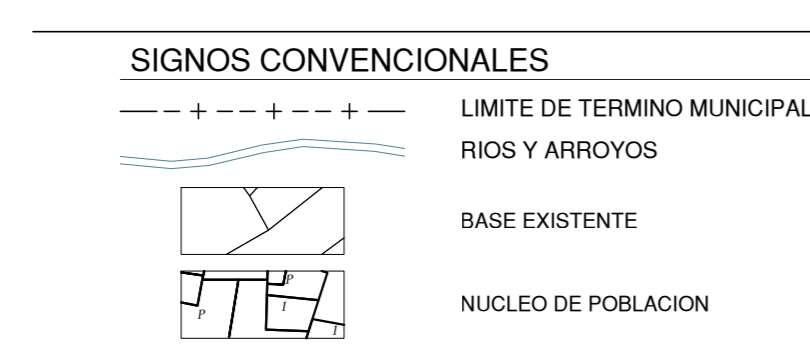 SIGNOS CONVENCIONALES
LIMITE DE TERMINO MUNICIPAL
RIOS Y ARROYOS
BASE EXISTENTE
P
P
I
I
NUCLEO DE POBLACION